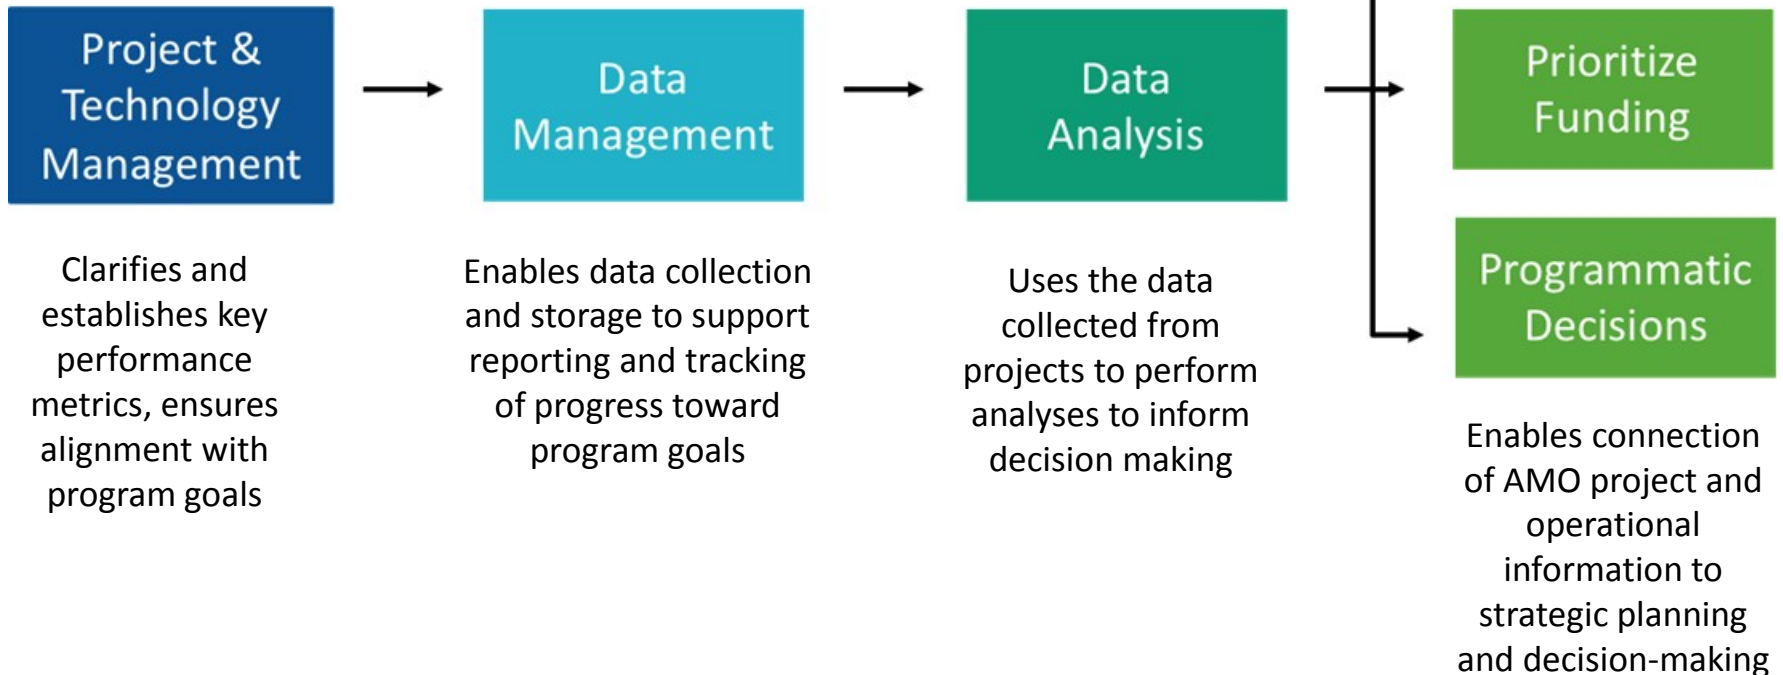 Project &
Technology
Management
Data
Management
Data
Analysis
Prioritize
Funding
Programmatic
Decisions
Clarifies and
establishes key
performance
metrics, ensures
alignment with
program goals
Enables data collection
and storage to support
reporting and tracking
of progress toward
program goals
Uses the data
collected from
projects to perform
analyses to inform
decision making
Enables connection
of AMO project and
operational
information to
strategic planning
and decision-making